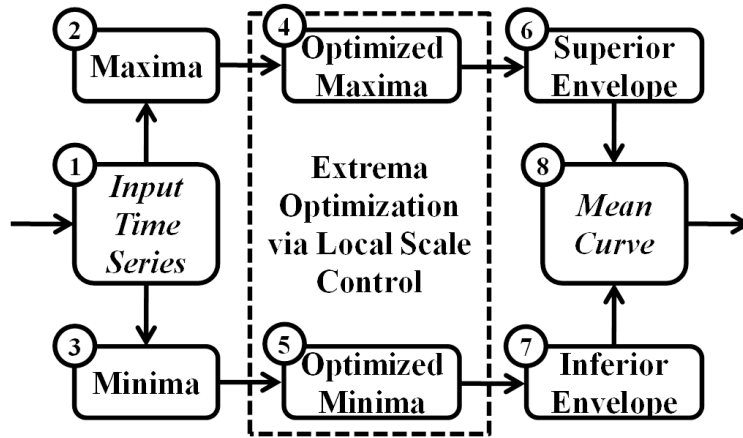 2
Maxima
4
Optimized
Maxima
6
Superior
Envelope
1
Input
Time
Series
Extrema
Optimization
via Local Scale
Control
8
Mean
Curve
3
Minima
5
Optimized
Minima
7
Inferior
Envelope